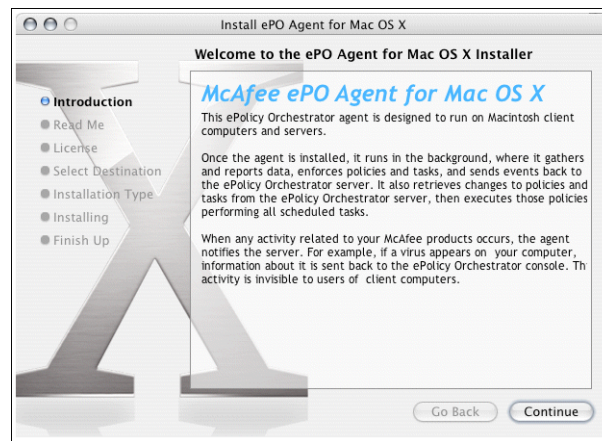 Install ePO Agent for Mac OS X
Welcome to the ePO Agent for Mac OS X Installer
Introduction
Read Me
License
Select Destination
Installation Type
Installing
Finish Up
McAfee ePO Agent for Mac OS X
This ePolicy Orchestrator agent is designed to run on Macintosh client
computers and servers.
Once the agent is installed, it runs in the background, where it gathers
and reports data, enforces policies and tasks, and sends events back to
the ePolicy Orchestrator server. It also retrieves changes to policies and
tasks from the ePolicy Orchestrator server, then executes those policies
performing all scheduled tasks.
When any activity related to your McAfee products occurs, the agent
notifies the server. For example, if a virus appears on your computer,
information about it is sent back to the ePolicy Orchestrator console. Th
activity is invisible to users of client computers.
Go Back
Continue